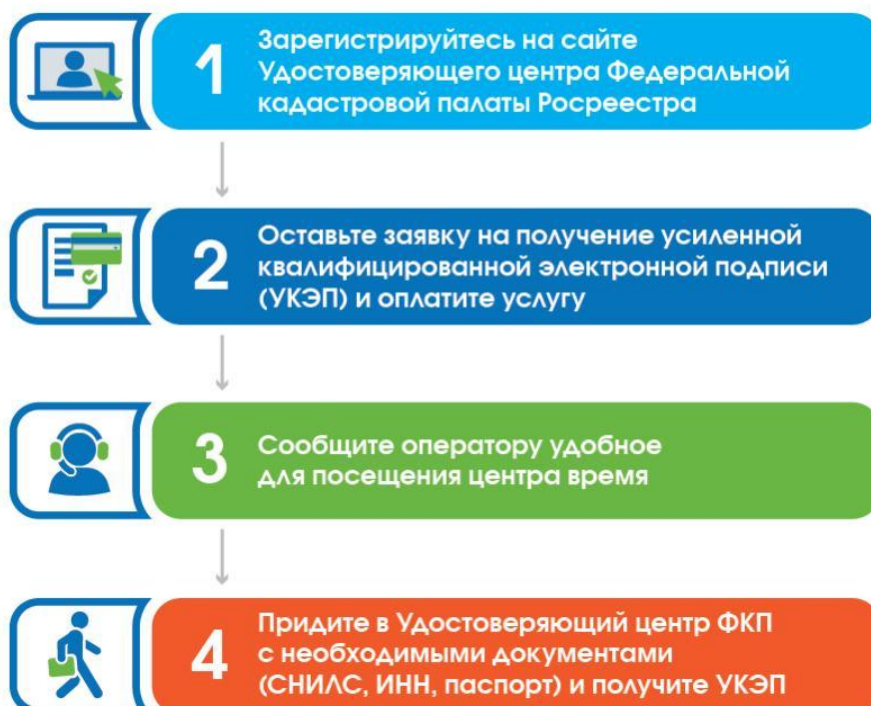 1
Зарегистрируйтесь на сайте
Удостоверяющего центра Федеральной
кадастровой палаты Росреестра
2
Оставьте заявку на получение усиленной
квалифицированной электронной подписи
(УКЭП) и оплатите услугу
3
Сообщите оператору удобное
для посещения центра время
4
Придите в Удостоверяющий центр ФКП
с необходимыми документами
(СНИЛС, ИНН, паспорт) и получите УКЭП